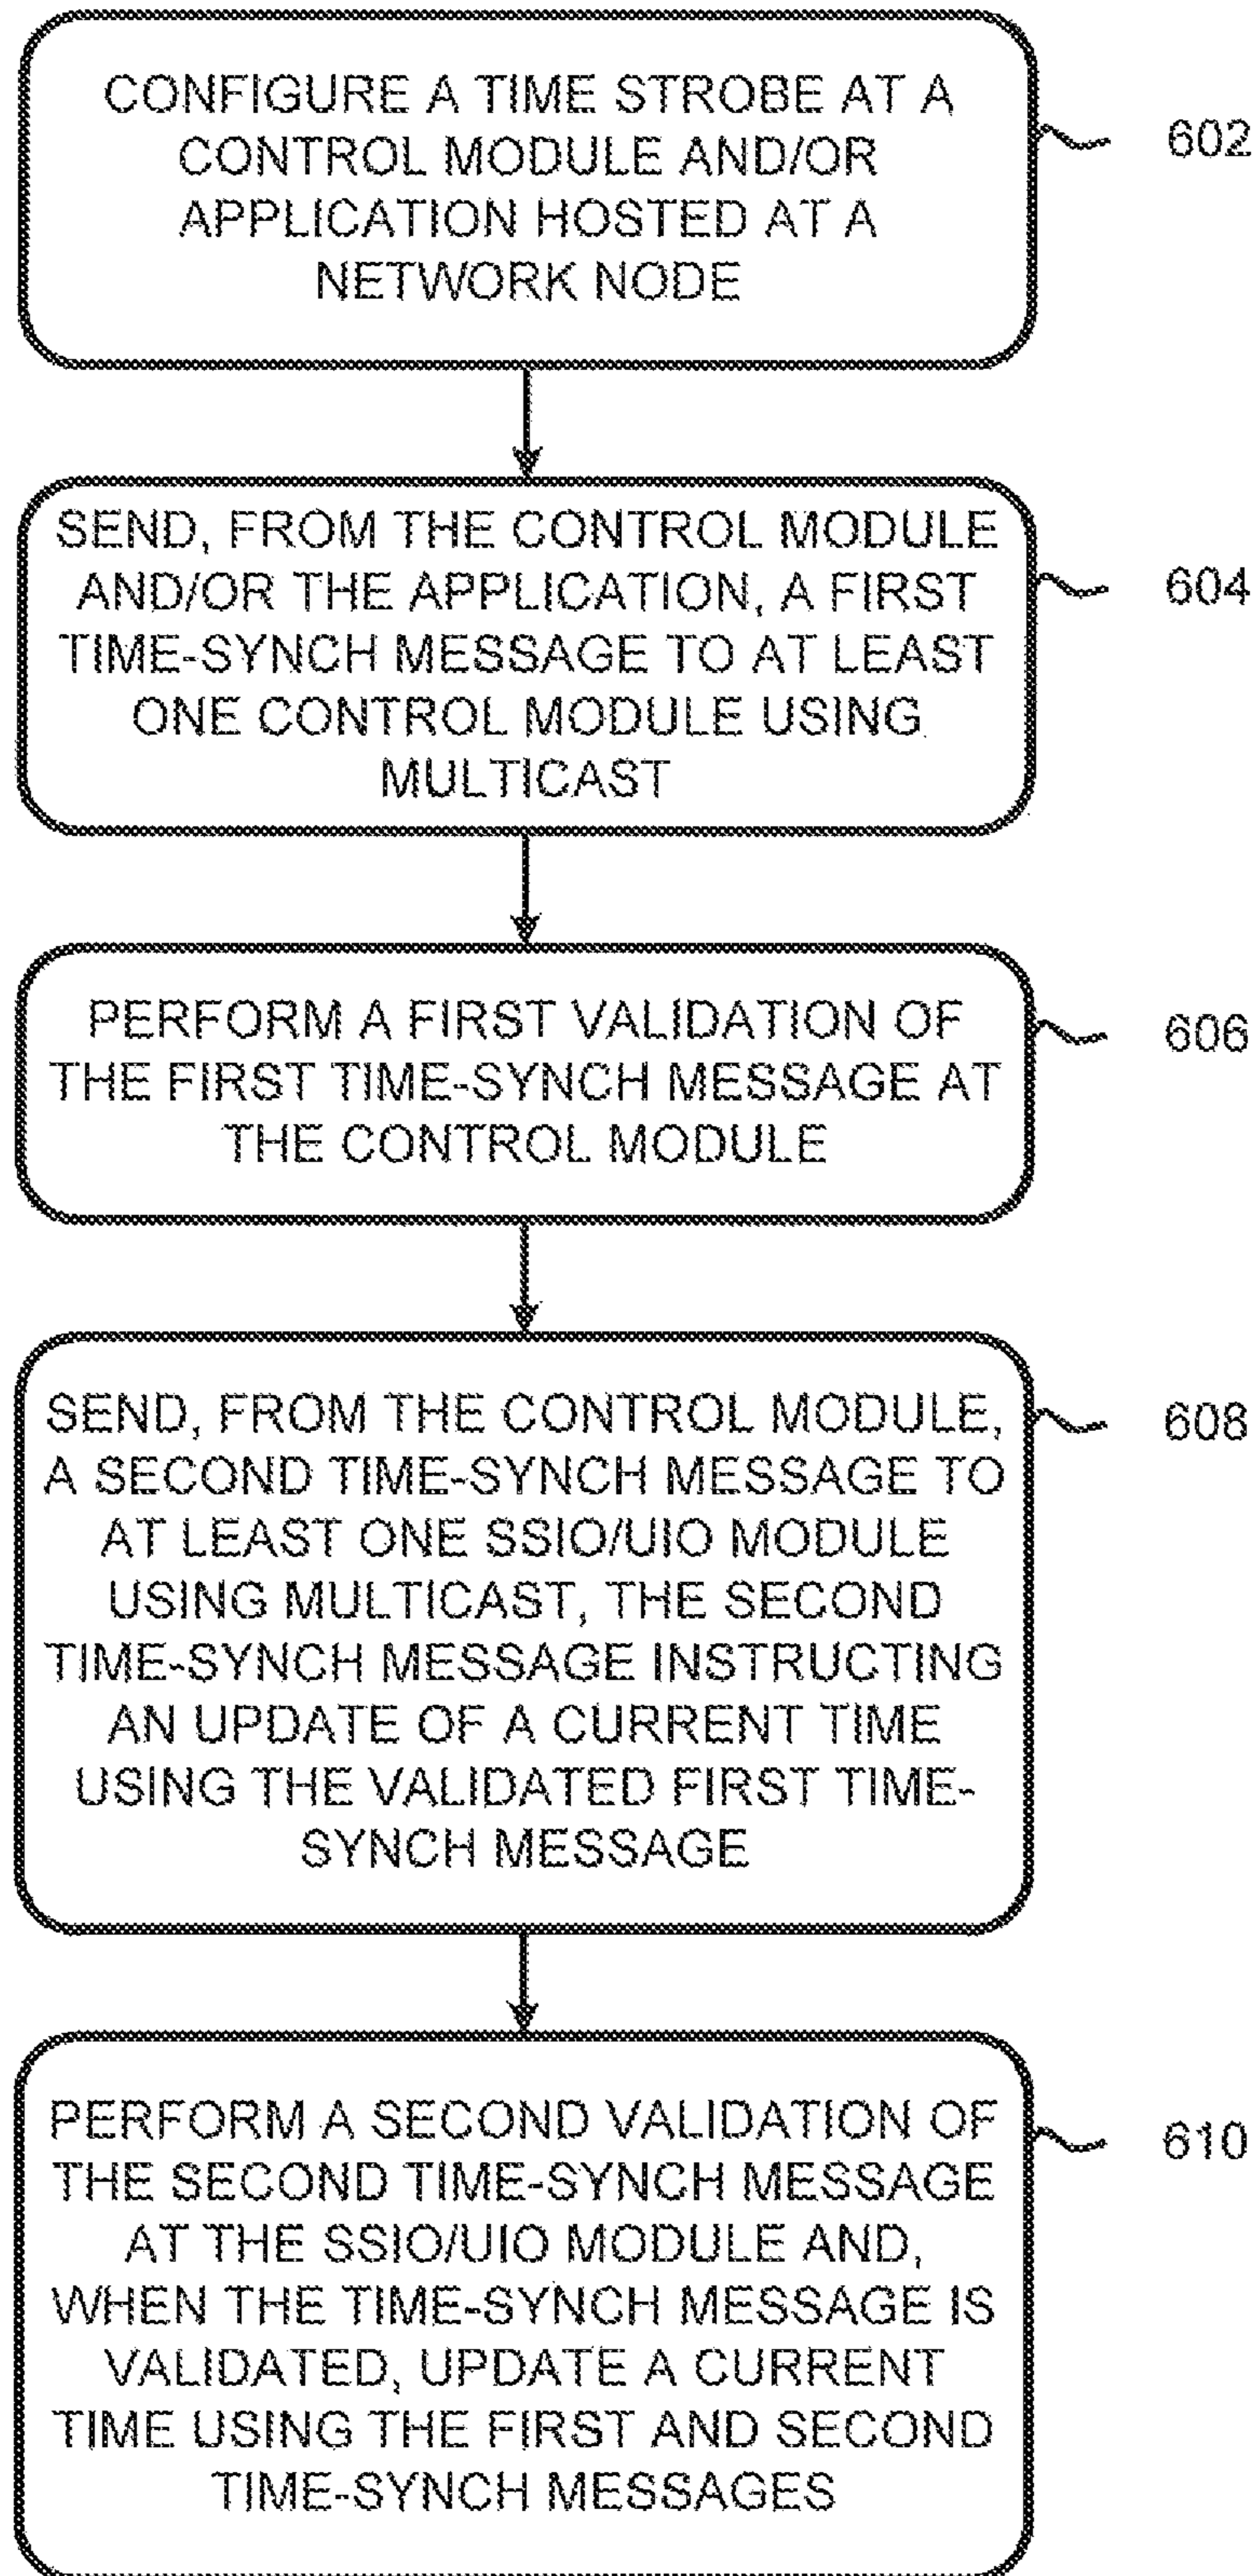 CONFIGURE A TIME STROBE AT A
CONTROL MODULE AND/OR
APPLICATION HOSTED AT A
NETWORK NODE
602
SEND, FROM THE CONTROL MODULE
AND/OR THE APPLICATION, A FIRST
TIME-SYNCH MESSAGE TO AT LEAST
ONE CONTROL MODULE USING
MULTICAST
604
PERFORM A FIRST VALIDATION OF
THE FIRST TIME-SYNCH MESSAGE AT
THE CONTROL MODULE
606
SEND, FROM THE CONTROL MODULE,
A SECOND TIME-SYNCH MESSAGE TO
AT LEAST ONE SSIO/UIO MODULE
USING MULTICAST, THE SECOND
TIME-SYNCH MESSAGE INSTRUCTING
AN UPDATE OF A CURRENT TIME
USING THE VALIDATED FIRST TIME-
SYNCH MESSAGE
608
PERFORM A SECOND VALIDATION OF
THE SECOND TIME-SYNCH MESSAGE
AT THE SSIO/UIO MODULE AND,
WHEN THE TIME-SYNCH MESSAGE IS
VALIDATED, UPDATE A CURRENT
TIME USING THE FIRST AND SECOND
TIME-SYNCH MESSAGES
610